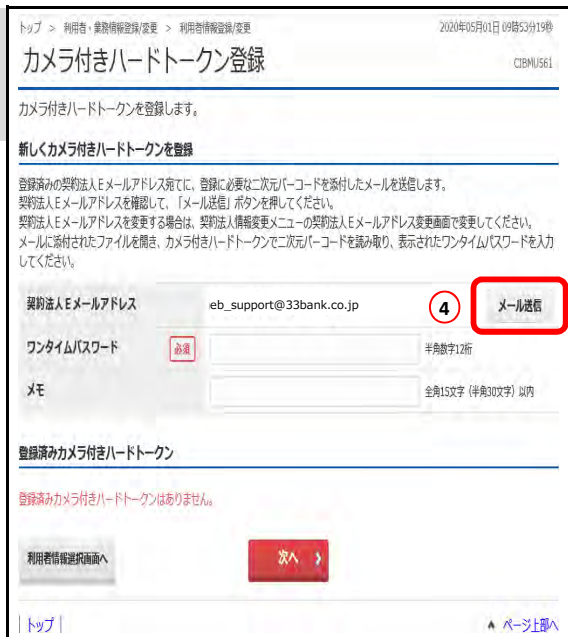 トップ > 利用者・業務情報登録/変更 > 利用者情報登録/変更
2020年05月01日 09時53分19秒
カメラ付きハードトークン登録
CIBMU561
カメラ付きハードトークンを登録します。
新しくカメラ付きハードトークンを登録
登録済みの契約法人Eメールアドレス宛てに、登録に必要な二次元バーコードを添付したメールを送信します。
契約法人Eメールアドレスを確認して、「メール送信」ボタンを押してください。
契約法人Eメールアドレスを変更する場合は、契約法人情報変更メニューの契約法人Eメールアドレス変更画面で変更してください。
メールに添付されたファイルを開き、カメラ付きハードトークンで二次元バーコードを読み取り、表示されたワンタイムパスワードを入力
してください。
契約法人Eメールアドレス eb_support@33bank.co.jp ④ メール送信
ワンタイムパスワード 必須 半角数字12桁
メモ 全角15文字（半角30文字）以内
登録済みカメラ付きハードトークン
登録済みカメラ付きハードトークンはありません。
利用者情報選択画面へ 次へ ›
| トップ | ▲ ページ上部へ